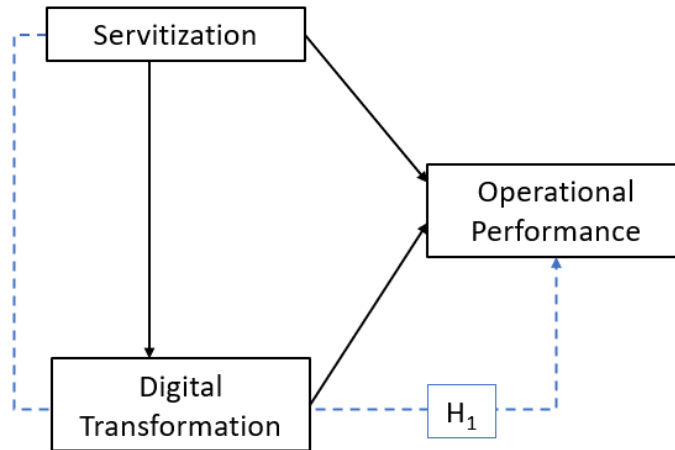 Servitization
Operational
Performance
Digital
Transformation
H₁